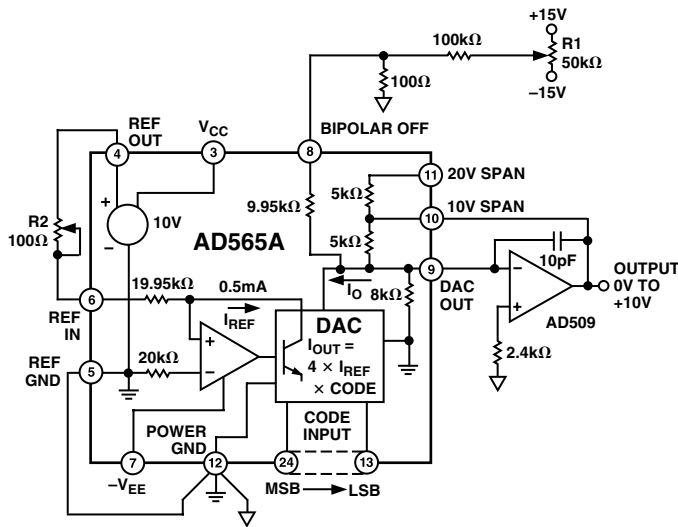 +15V
100kΩ
R1
50kΩ
100Ω
–15V
REF
OUT
VCC
BIPOLAR OFF
4
3
8
11
20V SPAN
5kΩ
10
10V SPAN
+
10V
–
9.95kΩ
R2
100Ω
AD565A
5kΩ
10pF
9
DAC
OUT
OUTPUT
0V TO
+10V
19.95kΩ
0.5mA
IO
8kΩ
–
+
AD509
6
REF
IN
IREF
DAC
IOUT =
4 × IREF
× CODE
+
–
2.4kΩ
REF
GND
5
20kΩ
POWER
GND
CODE
INPUT
7
12
24
13
–VEE
MSB
LSB